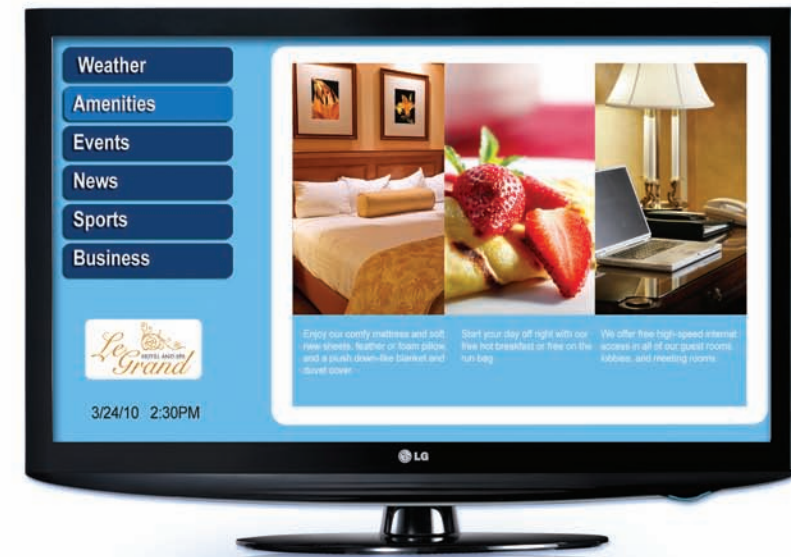 Weather
Amenities
Events
News
Sports
Business
Le Grand
HOTEL AND SPA
3/24/10 2:30PM
Enjoy our comfy mattress and soft
new sheets, feather or foam pillow,
and a plush down-like blanket and
duvet cover
Start your day off right with our
free hot breakfast or free on the
run bag
We offer free high-speed internet
access in all of our guest rooms,
lobbies, and meeting rooms
LG